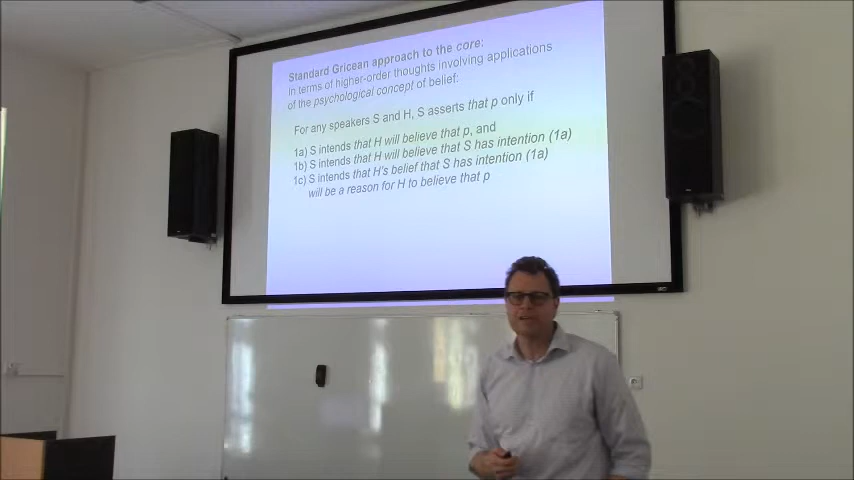 Standard Gricean approach to the core:
In terms of higher-order thoughts involving applications
of the psychological concept of belief:
For any speakers S and H, S asserts that p only if
1a) S intends that H will believe that p, and
1b) S intends that H will believe that S has intention (1a)
1c) S intends that H's belief that S has intention (1a)
will be a reason for H to believe that p